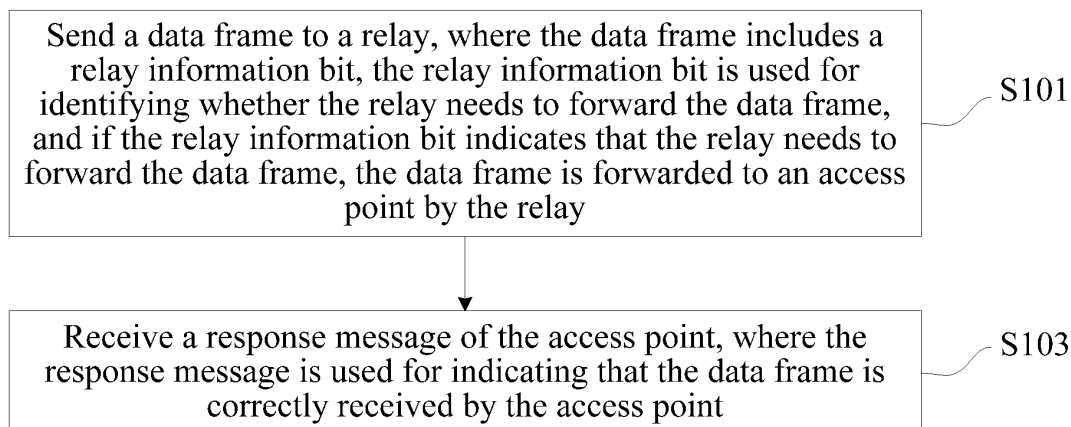 Send a data frame to a relay, where the data frame includes a
relay information bit, the relay information bit is used for
identifying whether the relay needs to forward the data frame,
and if the relay information bit indicates that the relay needs to
forward the data frame, the data frame is forwarded to an access
point by the relay
S101
Receive a response message of the access point, where the
response message is used for indicating that the data frame is
correctly received by the access point
S103